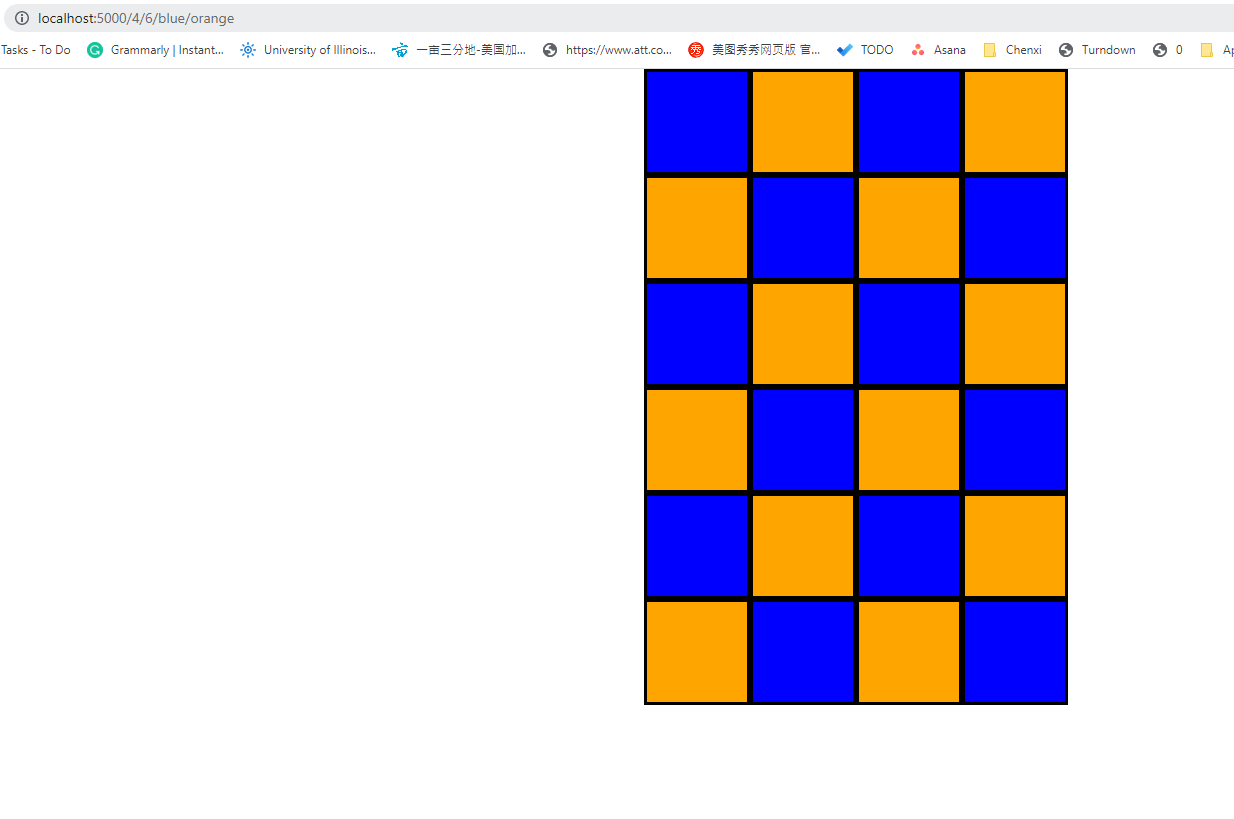 localhost:5000/4/6/blue/orange
Tasks - To Do Grammarly | Instant... University of Illinois... 一亩三分地-美国加... https://www.att.co... 美图秀秀网页版 官... TODO Asana Chenxi Turndown 0 Ap